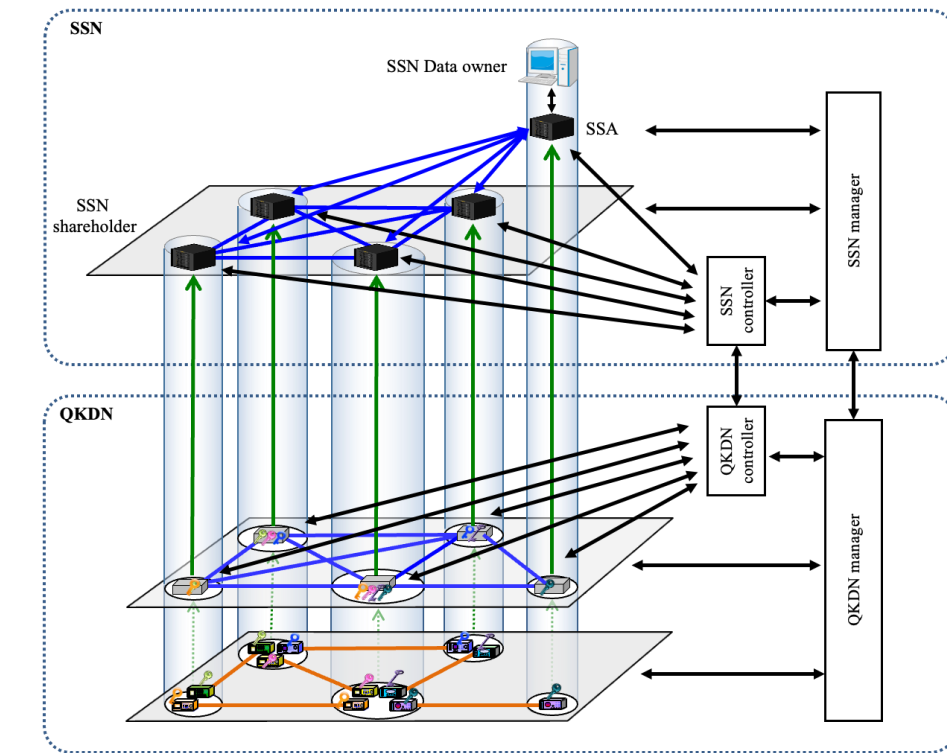 SSN
SSN Data owner
SSA
SSN
shareholder
SSN manager
SSN
controller
QKDN
QKDN
controller
QKDN manager